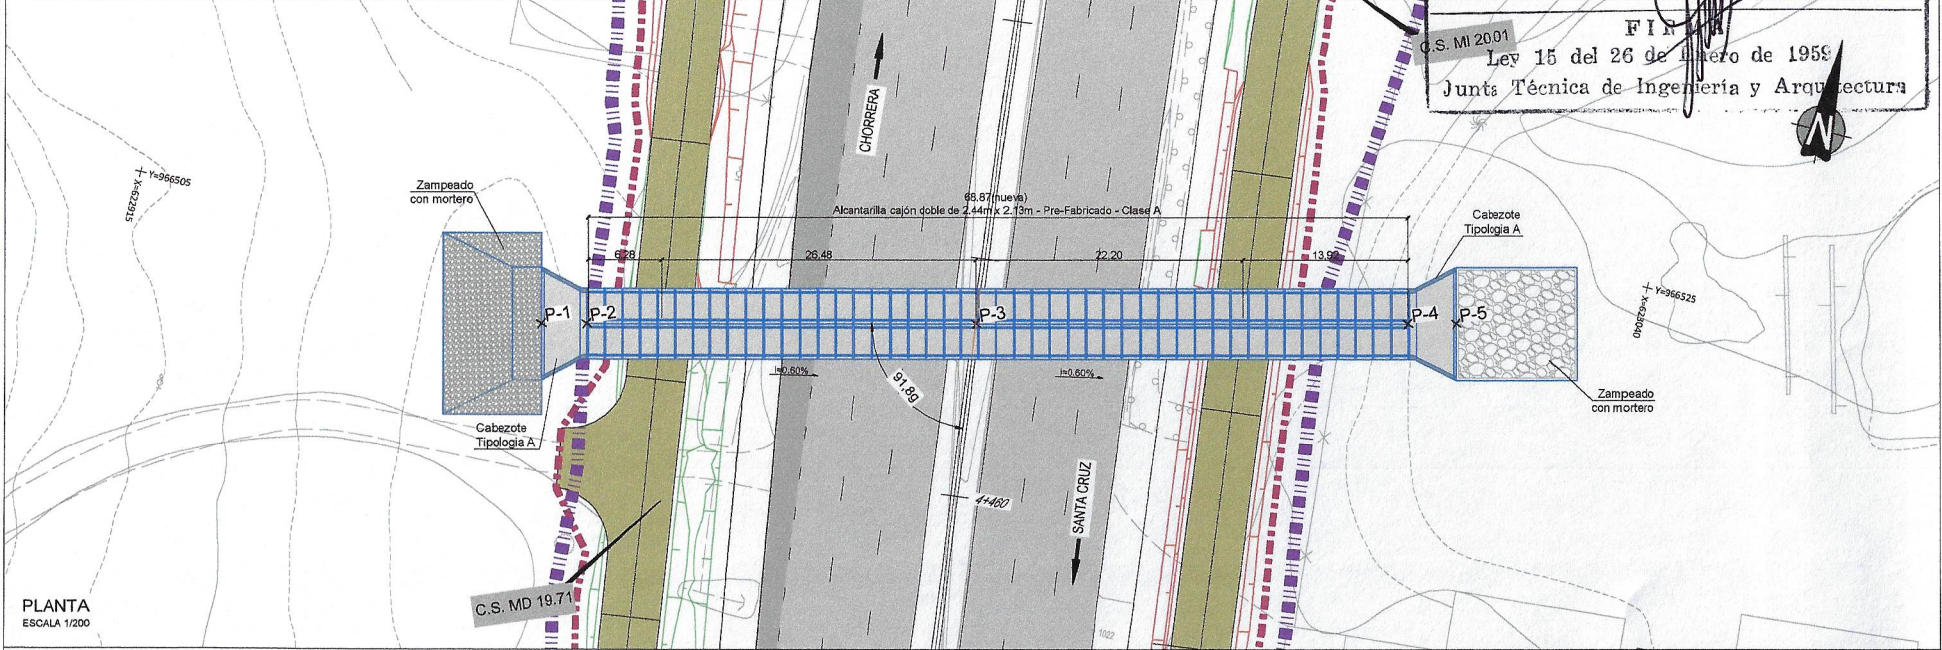 C.S. MI 20.01
Ley 15 del 26 de Enero de 1959
Junta Técnica de Ingeniería y Arquitectura
N
CHORRERA
Y=966505
X=622915
Zampeado
con mortero
68.87(nueva)
Alcantarilla cajón doble de 2.44m x 2.13m - Pre-Fabricado - Clase A
Cabezote
Tipologia A
6.28
26.48
22.20
13.92
Y=966525
X=623040
P-1
P-2
P-3
P-4
P-5
i=0.60%
i=0.60%
91,8g
Zampeado
con mortero
Cabezote
Tipologia A
SANTA CRUZ
4+460
C.S. MD 19.71
PLANTA
ESCALA 1/200
1022